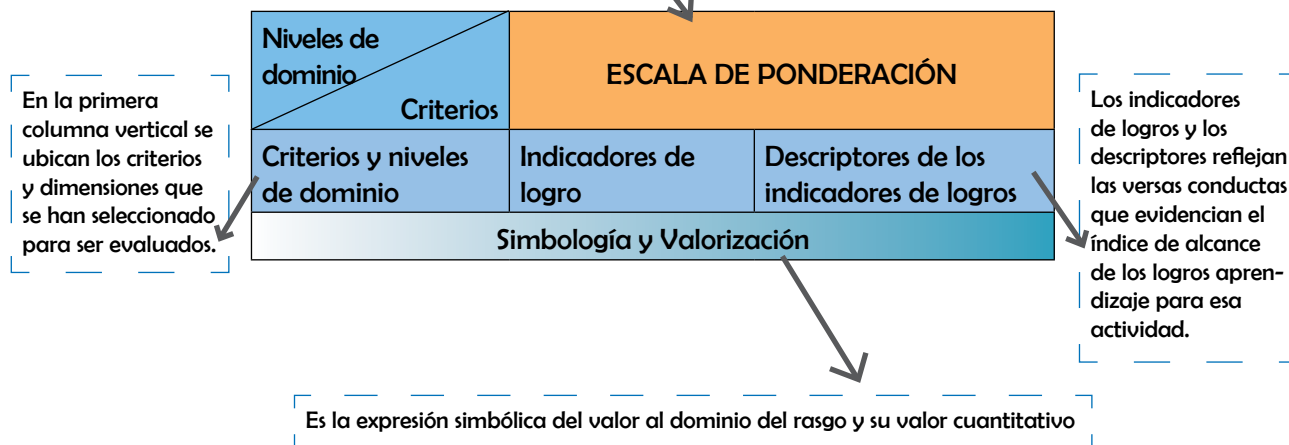 Niveles de
dominio
Criterios
ESCALA DE PONDERACIÓN
Criterios y niveles
de dominio
Indicadores de
logro
Descriptores de los
indicadores de logros
Simbología y Valorización
En la primera
columna vertical se
ubican los criterios
y dimensiones que
se han seleccionado
para ser evaluados.
Los indicadores
de logros y los
descriptores reflejan
las versas conductas
que evidencian el
índice de alcance
de los logros apren-
dizaje para esa
actividad.
Es la expresión simbólica del valor al dominio del rasgo y su valor cuantitativo